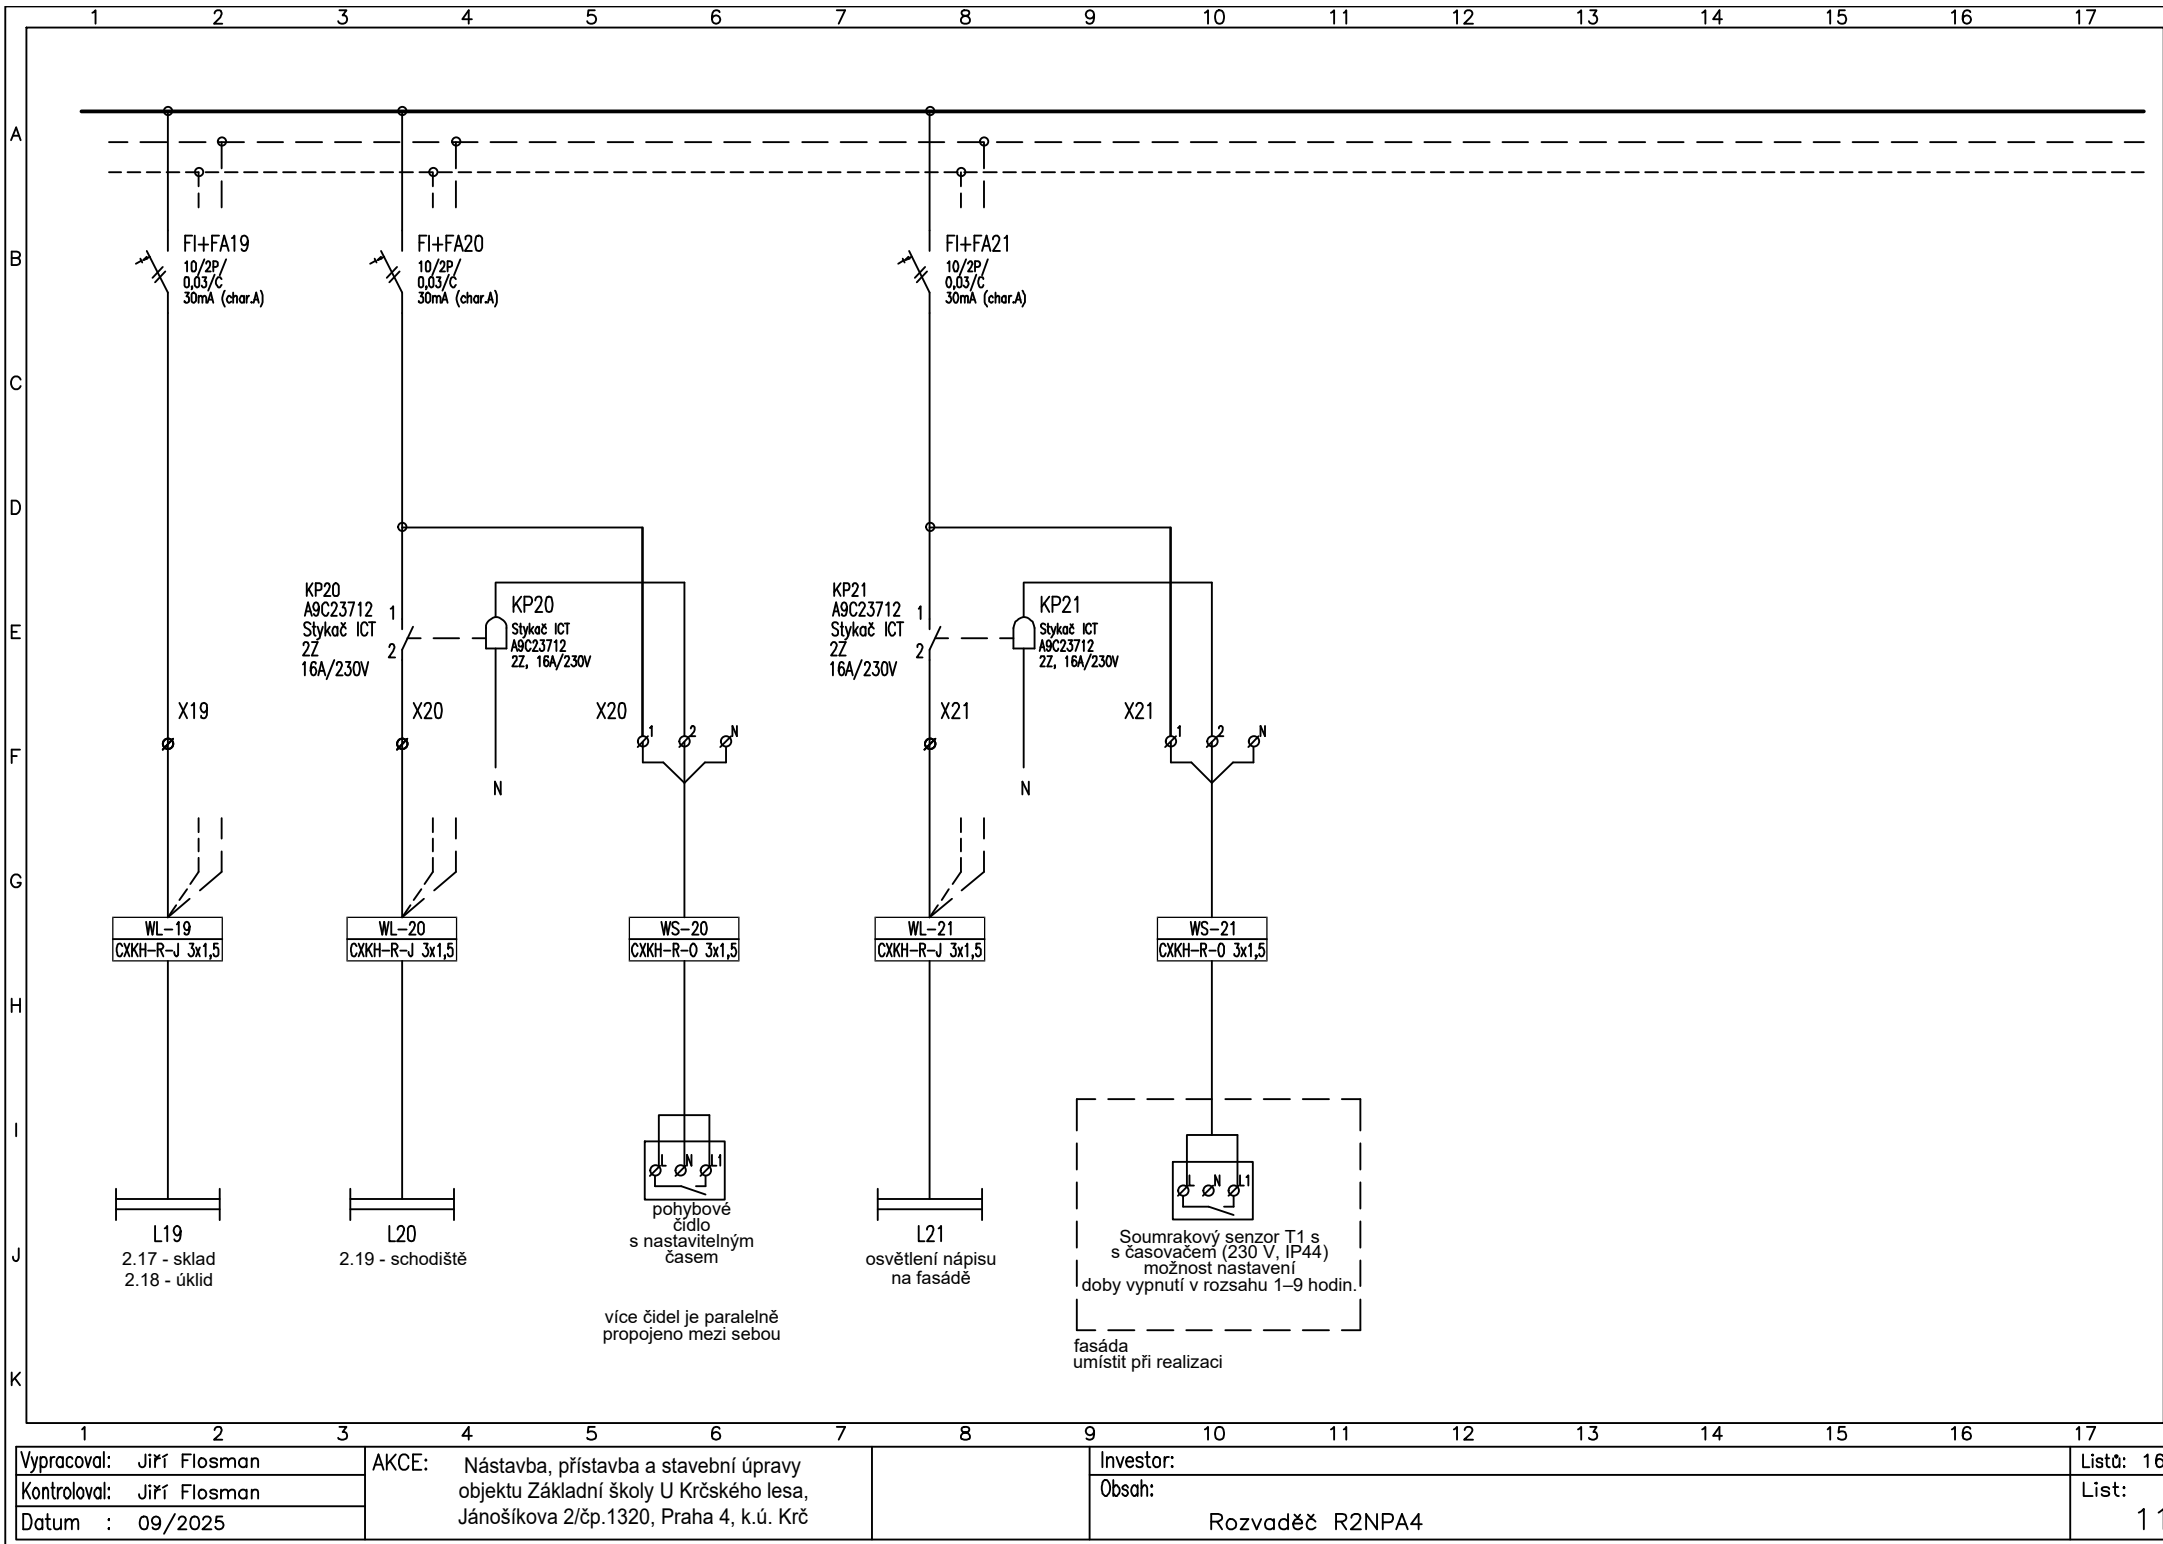 1 2 3 4 5 6 7 8 9 10 11 12 13 14 15 16 17
A
B
C
D
E
F
G
H
I
J
K
FI+FA19
10/2P/
0,03/C
30mA (char.A)
FI+FA20
10/2P/
0,03/C
30mA (char.A)
FI+FA21
10/2P/
0,03/C
30mA (char.A)
KP20
A9C23712
Stykač ICT
2Z
16A/230V
1
2
KP20
Stykač ICT
A9C23712
2Z, 16A/230V
KP21
A9C23712
Stykač ICT
2Z
16A/230V
1
2
KP21
Stykač ICT
A9C23712
2Z, 16A/230V
X19
X20
X20
1 2 N
N
X21
X21
1 2 N
N
WL-19
CXKH-R-J 3x1,5
WL-20
CXKH-R-J 3x1,5
WS-20
CXKH-R-O 3x1,5
WL-21
CXKH-R-J 3x1,5
WS-21
CXKH-R-O 3x1,5
L19
2.17 - sklad
2.18 - úklid
L20
2.19 - schodiště
L N L1
pohybové
čidlo
s nastavitelným
časem
více čidel je paralelně
propojeno mezi sebou
L21
osvětlení nápisu
na fasádě
L N L1
Soumrakový senzor T1 s
s časovačem (230 V, IP44)
možnost nastavení
doby vypnutí v rozsahu 1–9 hodin.
fasáda
umístit při realizaci
1 2 3 4 5 6 7 8 9 10 11 12 13 14 15 16 17
Vypracoval: Jiří Flosman
Kontroloval: Jiří Flosman
Datum : 09/2025
AKCE: Nástavba, přístavba a stavební úpravy
objektu Základní školy U Krčského lesa,
Jánošíkova 2/čp.1320, Praha 4, k.ú. Krč
Investor:
Obsah:
Rozvaděč R2NPA4
Listů: 16
List:
11